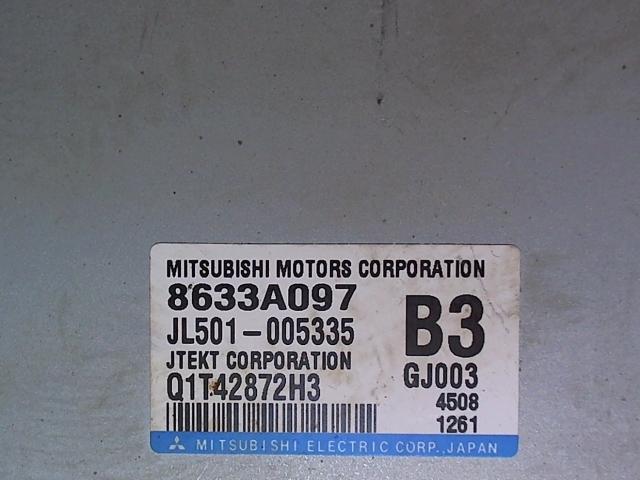 MITSUBISHI MOTORS CORPORATION
8633A097
B3
JL501-005335
JTEKT CORPORATION
GJ003
Q1T42872H3
4508
1261
MITSUBISHI ELECTRIC CORP., JAPAN